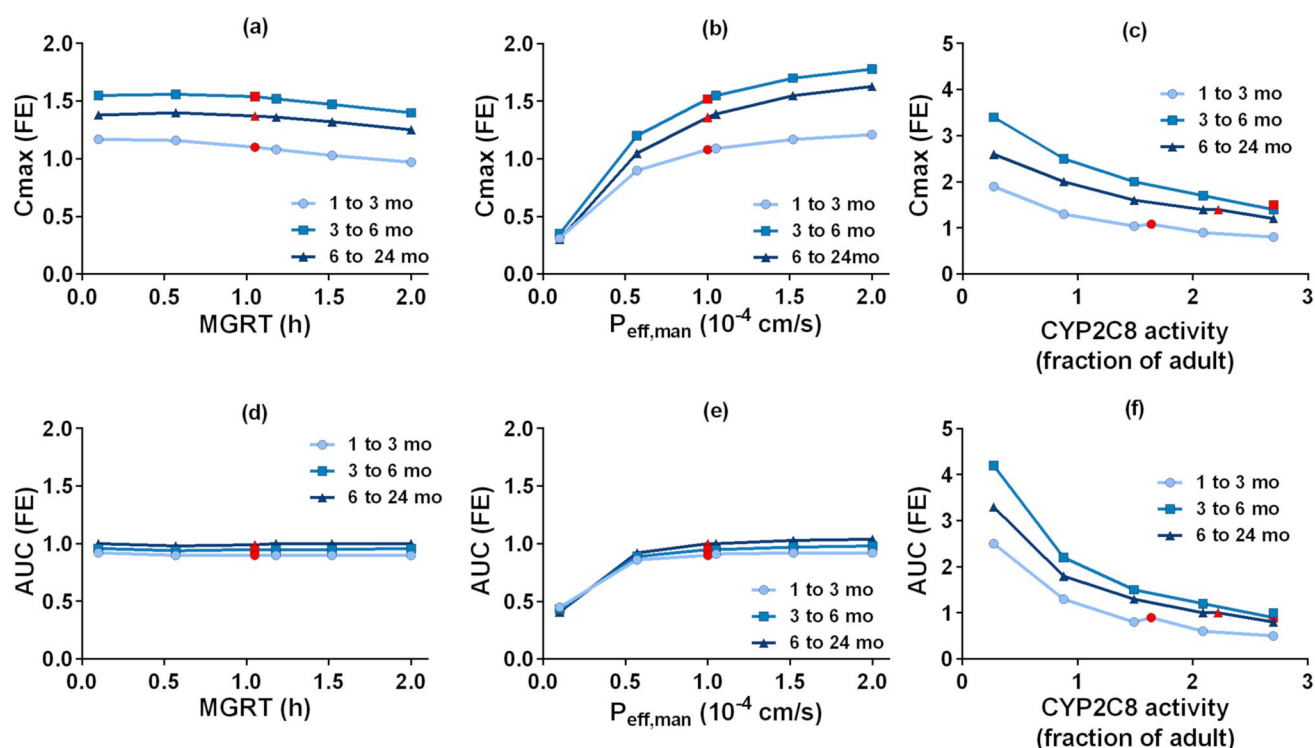 (a)
2.0
1.5
1.0
0.5
0.0
Cmax (FE)
1 to 3 mo
3 to 6 mo
6 to 24 mo
0.0 0.5 1.0 1.5 2.0
MGRT (h)
(b)
2.0
1.5
1.0
0.5
0.0
Cmax (FE)
1 to 3 mo
3 to 6 mo
6 to 24mo
0.0 0.5 1.0 1.5 2.0
Peff,man (10-4 cm/s)
(c)
5
4
3
2
1
0
Cmax (FE)
1 to 3 mo
3 to 6 mo
6 to 24 mo
0 1 2 3
CYP2C8 activity
(fraction of adult)
(d)
2.0
1.5
1.0
0.5
0.0
AUC (FE)
1 to 3 mo
3 to 6 mo
6 to 24 mo
0.0 0.5 1.0 1.5 2.0
MGRT (h)
(e)
2.0
1.5
1.0
0.5
0.0
AUC (FE)
1 to 3 mo
3 to 6 mo
6 to 24 mo
0.0 0.5 1.0 1.5 2.0
Peff,man (10-4 cm/s)
(f)
5
4
3
2
1
0
AUC (FE)
1 to 3 mo
3 to 6 mo
6 to 24 mo
0 1 2 3
CYP2C8 activity
(fraction of adult)